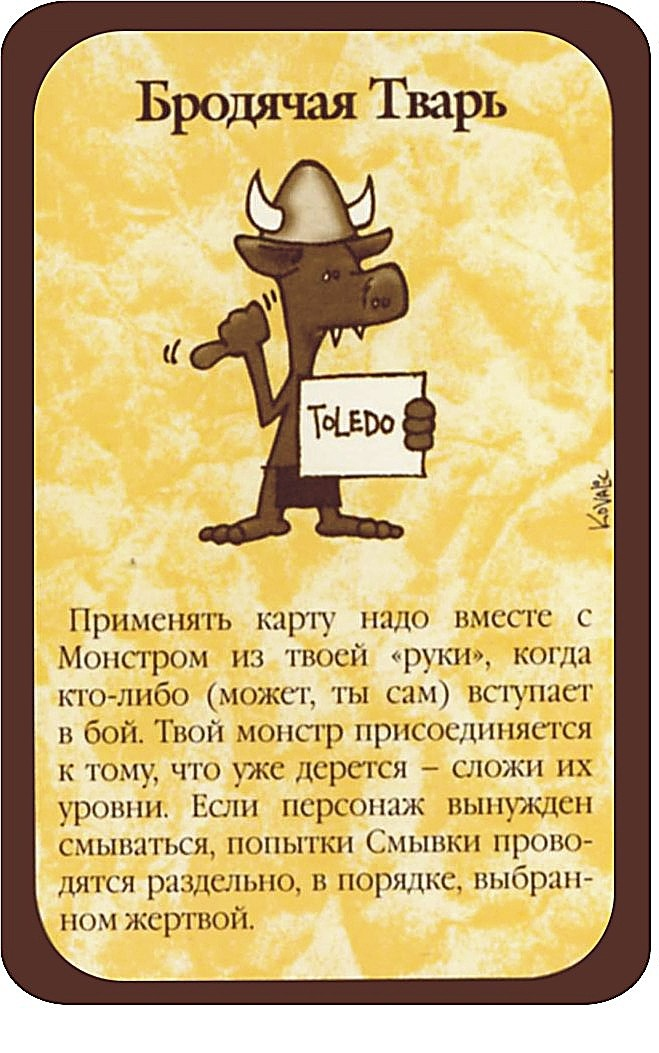 Бродячая Тварь
TOLEDO
KOVALIC
Применять карту надо вместе с
Монстром из твоей «руки», когда
кто-либо (может, ты сам) вступает
в бой. Твой монстр присоединяется
к тому, что уже дерется – сложи их
уровни. Если персонаж вынужден
смываться, попытки Смывки прово-
дятся раздельно, в порядке, выбран-
ном жертвой.